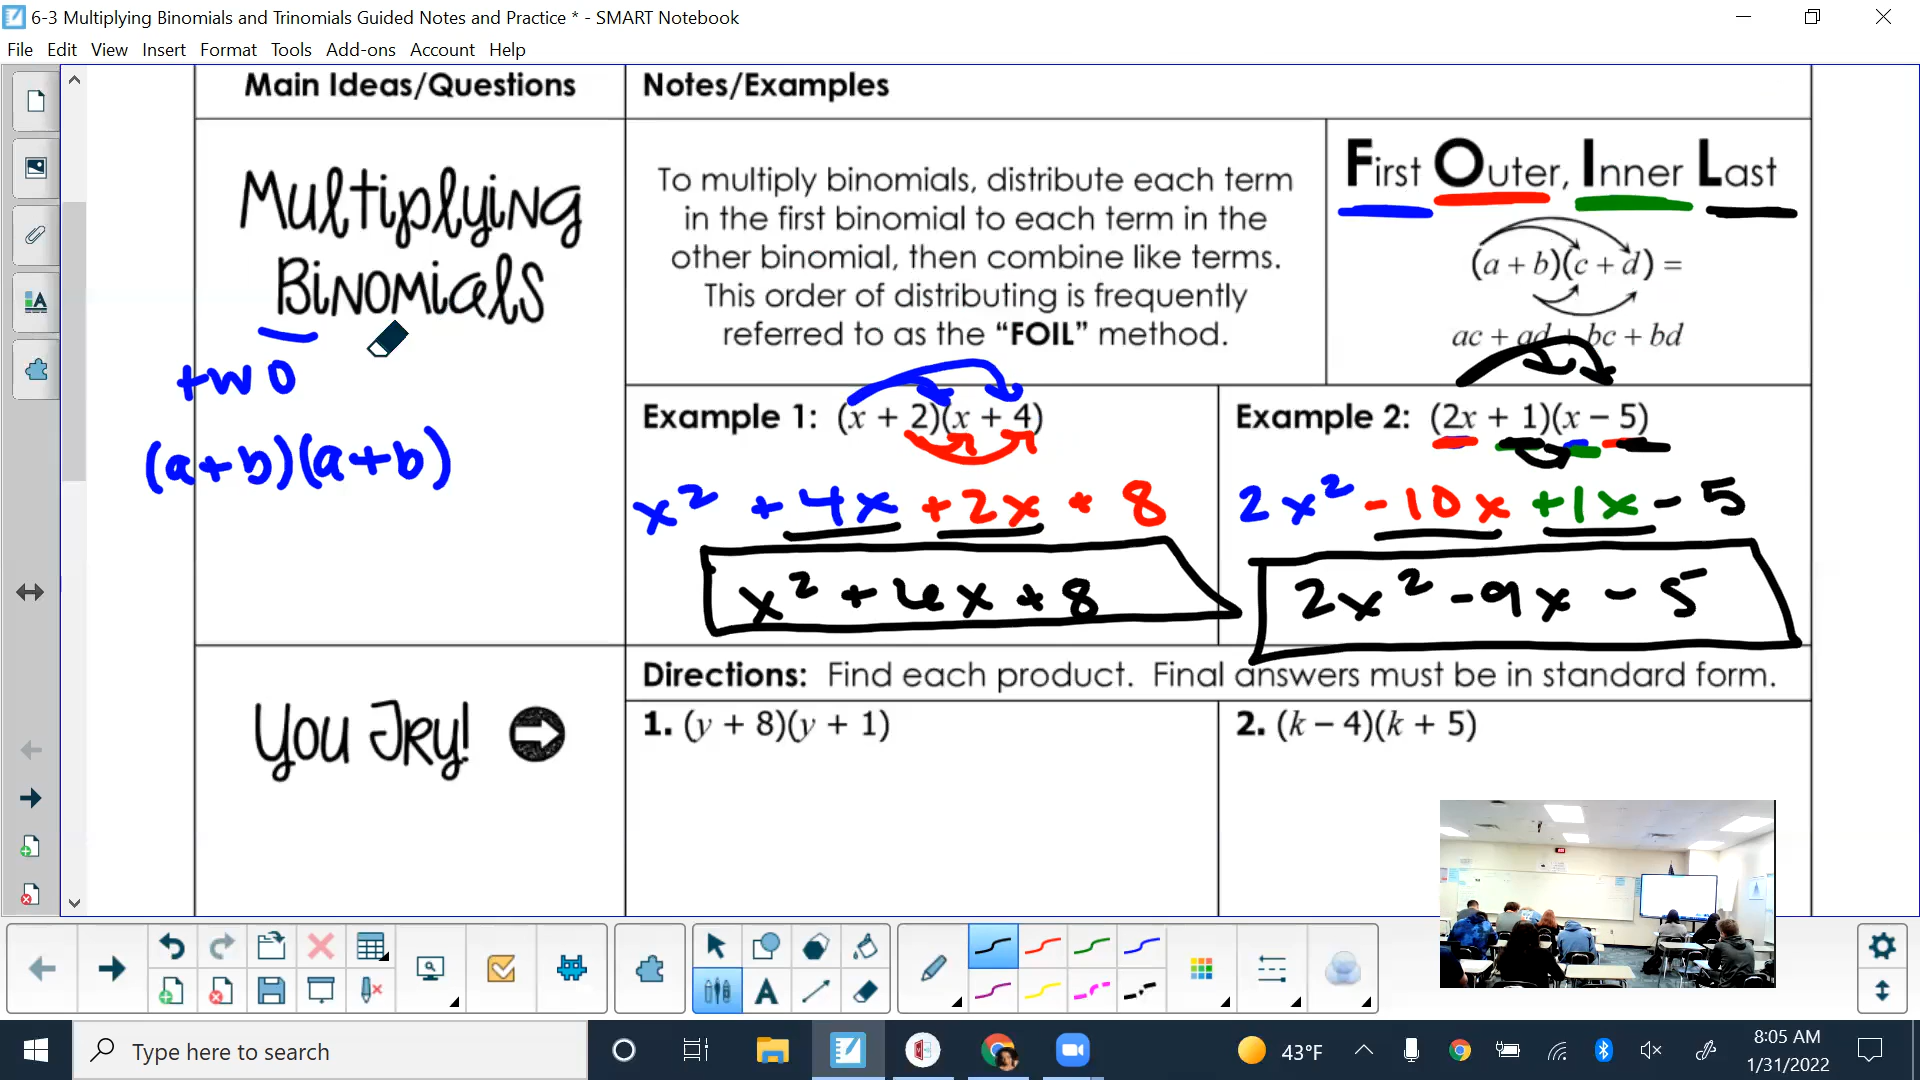 6-3 Multiplying Binomials and Trinomials Guided Notes and Practice * - SMART Notebook
File Edit View Insert Format Tools Add-ons Account Help
Main Ideas/Questions
Notes/Examples
Multiplying
Binomials
two
(a+b)(a+b)
To multiply binomials, distribute each term
in the first binomial to each term in the
other binomial, then combine like terms.
This order of distributing is frequently
referred to as the “FOIL” method.
First Outer, Inner Last
(a + b)(c + d) =
ac + ad + bc + bd
Example 1: (x + 2)(x + 4)
x² + 4x + 2x + 8
x² + 6x + 8
Example 2: (2x + 1)(x – 5)
2x² - 10x + 1x - 5
2x² - 9x - 5
You Try!
Directions: Find each product. Final answers must be in standard form.
1. (y + 8)(y + 1)
2. (k – 4)(k + 5)
Type here to search
43°F
8:05 AM
1/31/2022